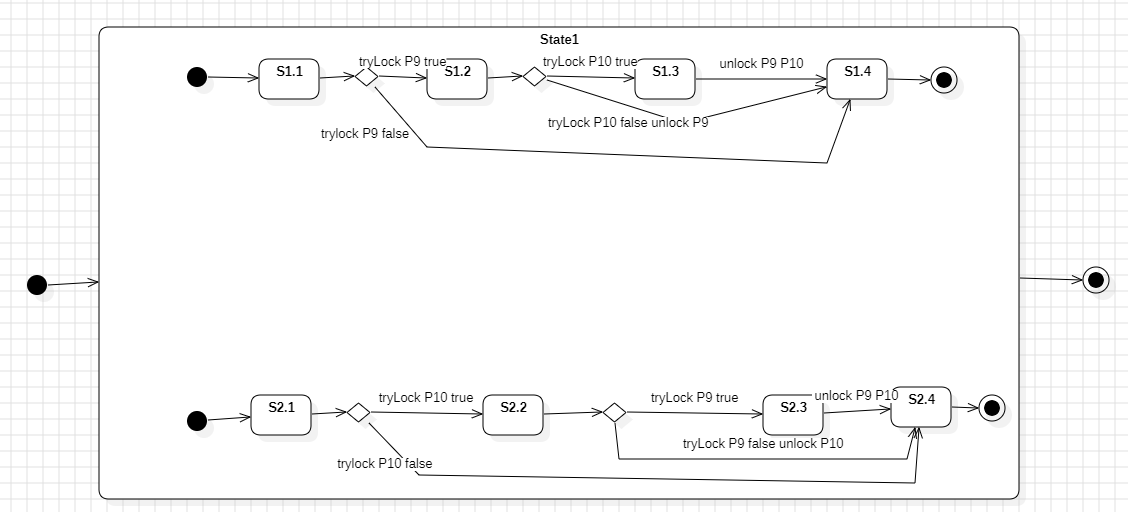 State1
S1.1
tryLock P9 true
S1.2
tryLock P10 true
S1.3
unlock P9 P10
S1.4
tryLock P10 false unlock P9
trylock P9 false
S2.1
tryLock P10 true
S2.2
tryLock P9 true
S2.3
unlock P9 P10
S2.4
tryLock P9 false unlock P10
trylock P10 false